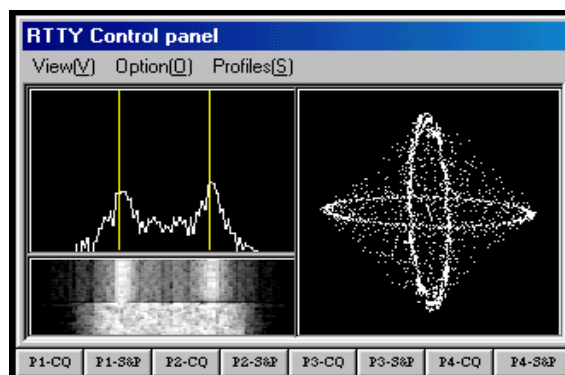 RTTY Control panel
View(V) Option(O) Profiles(S)
P1-CQ P1-S&P P2-CQ P2-S&P P3-CQ P3-S&P P4-CQ P4-S&P